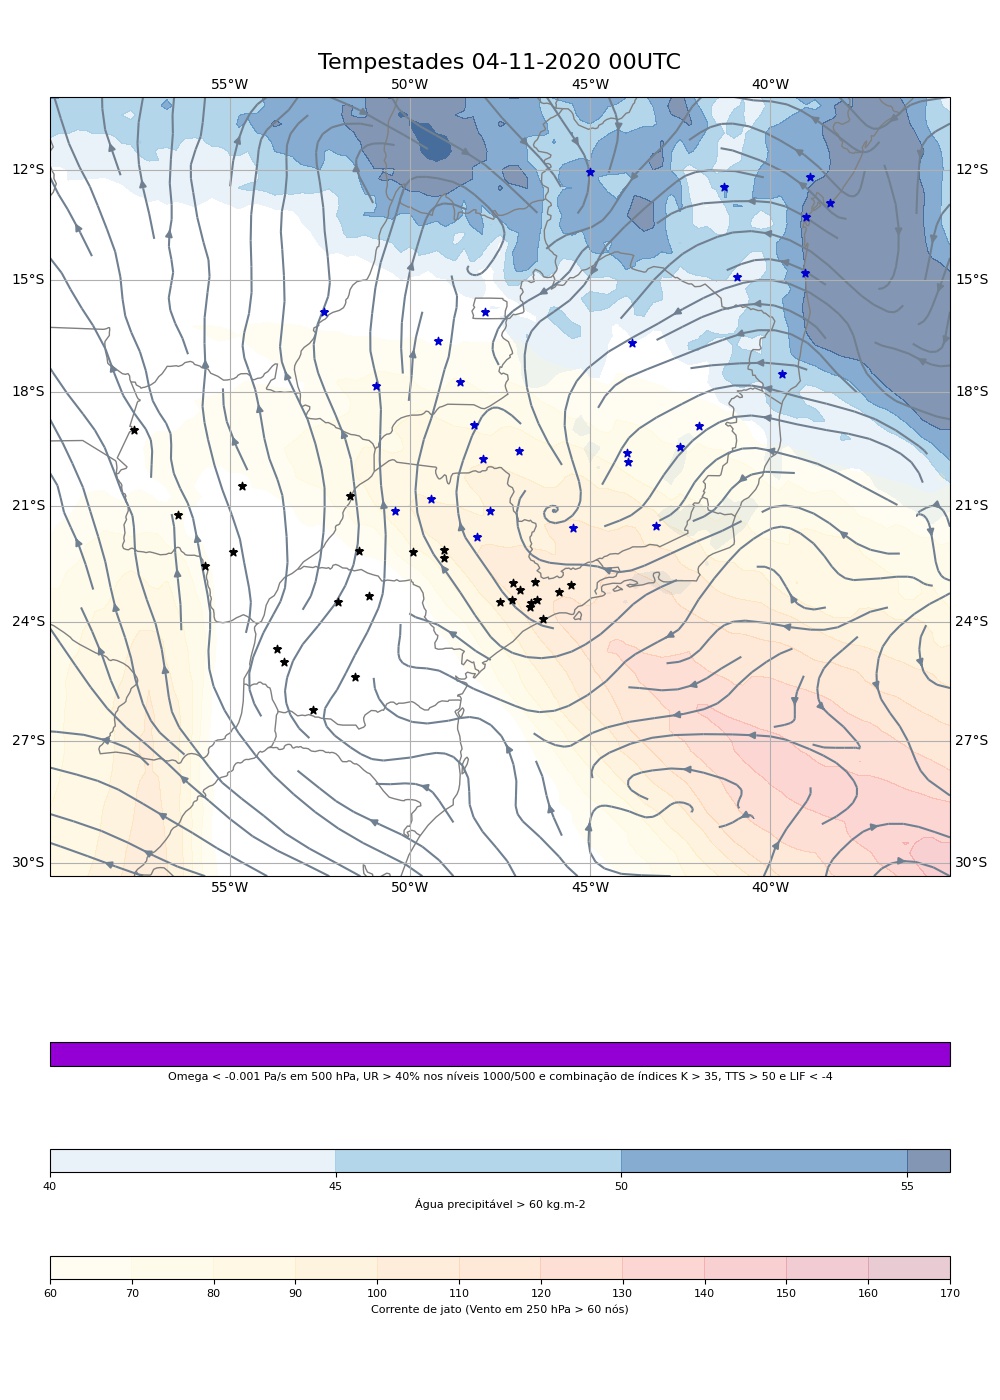 Tempestades 04-11-2020 00UTC
55°W 50°W 45°W 40°W
12°S 12°S
15°S 15°S
18°S 18°S
21°S 21°S
24°S 24°S
27°S 27°S
30°S 30°S
55°W 50°W 45°W 40°W
Omega < -0.001 Pa/s em 500 hPa, UR > 40% nos níveis 1000/500 e combinação de índices K > 35, TTS > 50 e LIF < -4
40 45 50 55
Água precipitável > 60 kg.m-2
60 70 80 90 100 110 120 130 140 150 160 170
Corrente de jato (Vento em 250 hPa > 60 nós)